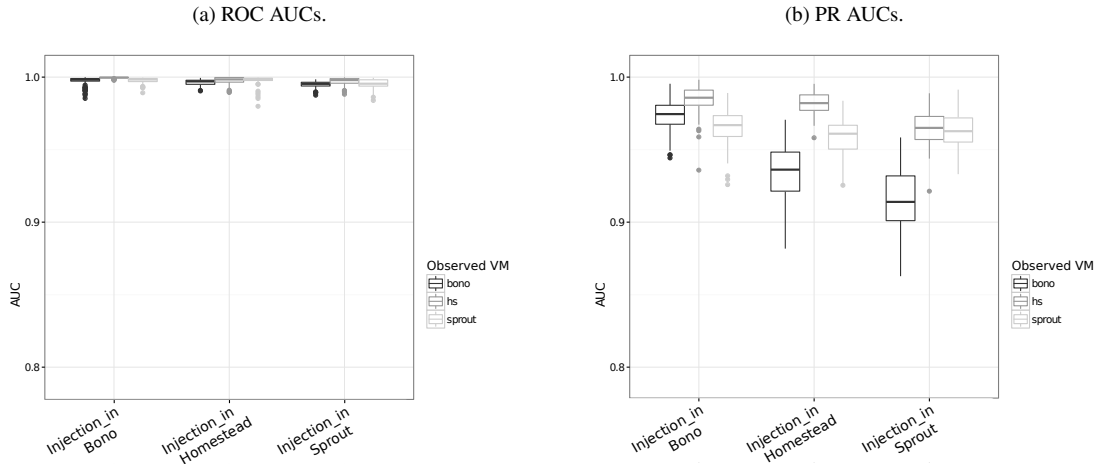 (a) ROC AUCs.
1.0
0.9
0.8
AUC
Injection_in
Bono
Injection_in
Homestead
Injection_in
Sprout
Observed VM
bono
hs
sprout
(b) PR AUCs.
1.0
0.9
0.8
AUC
Injection_in
Bono
Injection_in
Homestead
Injection_in
Sprout
Observed VM
bono
hs
sprout